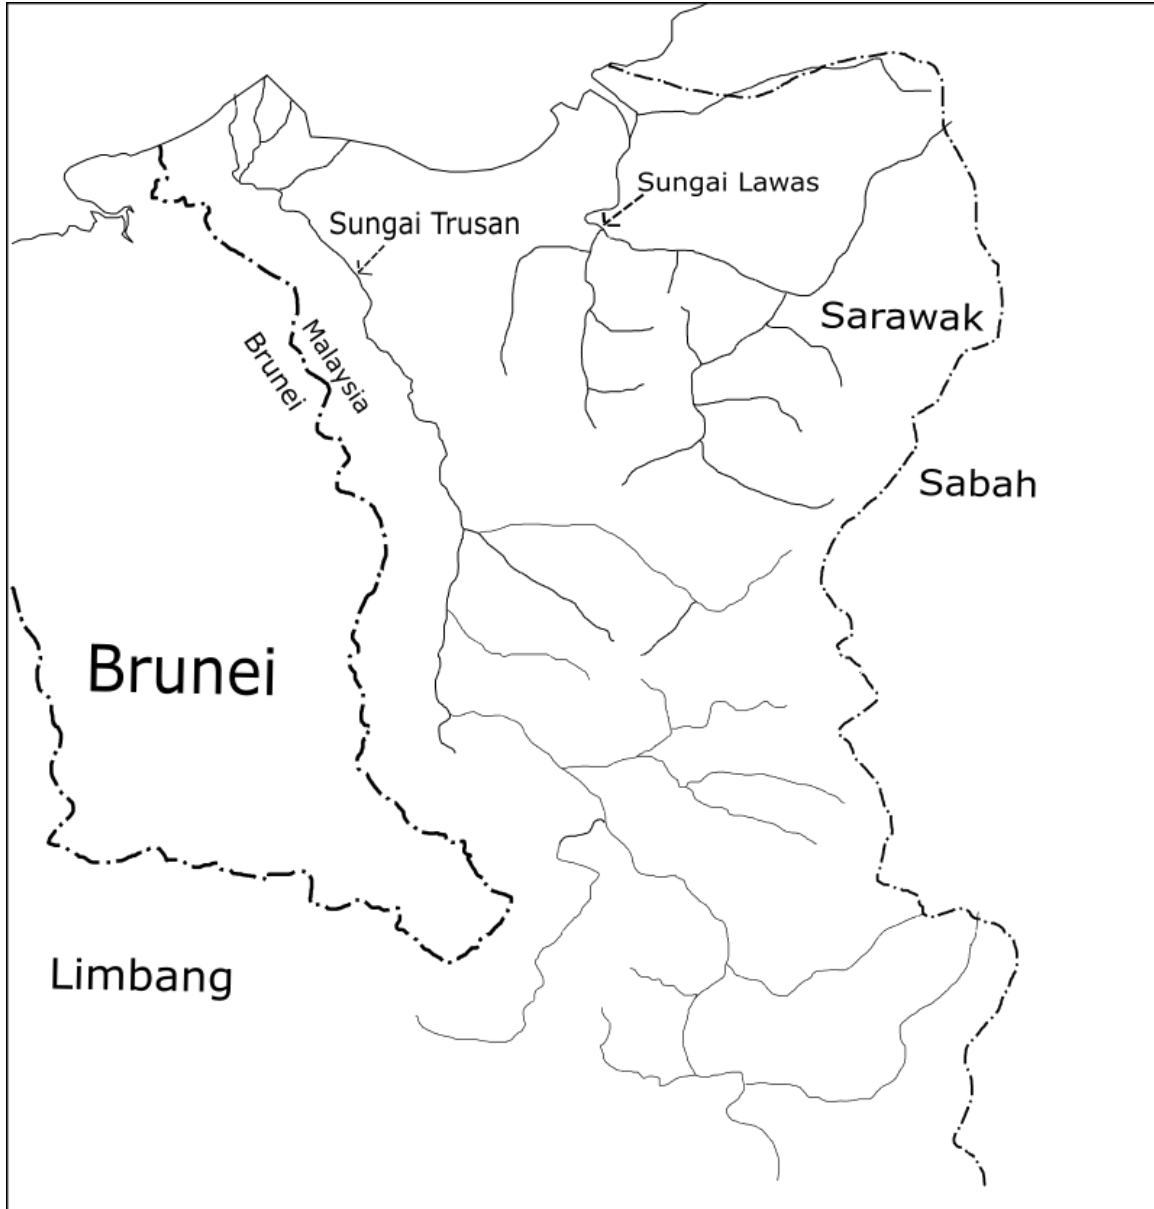 Sungai Lawas
Sungai Trusan
Sarawak
Malaysia
Brunei
Sabah
Brunei
Limbang